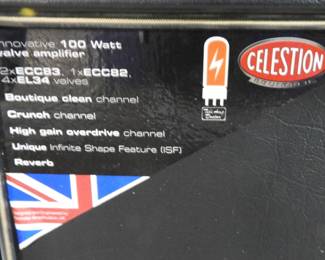 innovative 100 Watt
valve amplifier
2xECC83, 1xECC82,
4xEL34 valves
Boutique clean channel
Crunch channel
High gain overdrive channel
Unique Infinite Shape Feature (ISF)
Reverb
CELESTION